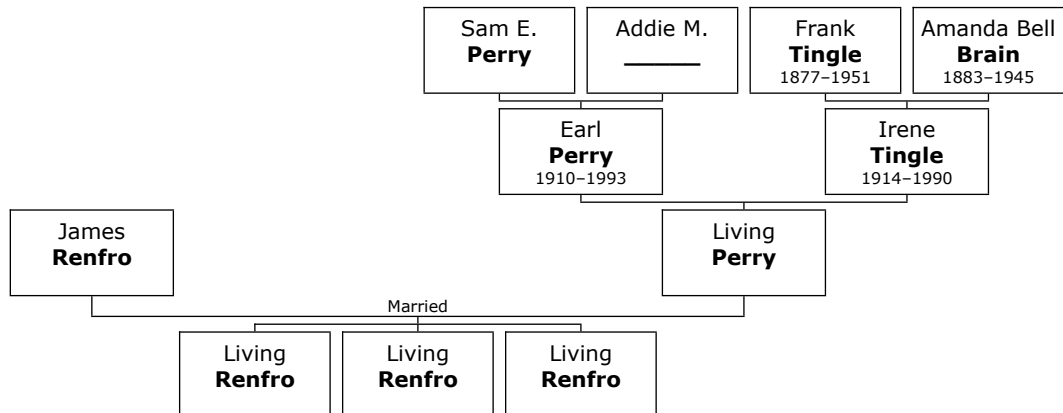 Sam E.
Perry
Addie M.
Frank
Tingle
1877–1951
Amanda Bell
Brain
1883–1945
Earl
Perry
1910–1993
Irene
Tingle
1914–1990
James
Renfro
Living
Perry
Married
Living
Renfro
Living
Renfro
Living
Renfro